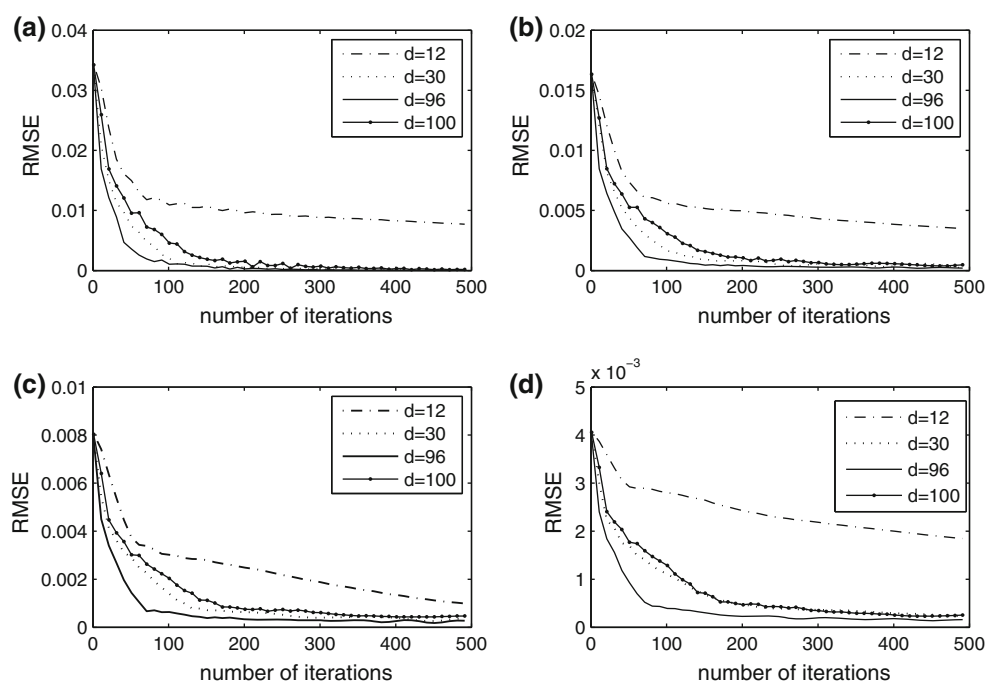 (a)
0.04
0.03
0.02
0.01
0
RMSE
0 100 200 300 400 500
number of iterations
d=12
d=30
d=96
d=100
(b)
0.02
0.015
0.01
0.005
0
RMSE
0 100 200 300 400 500
number of iterations
d=12
d=30
d=96
d=100
(c)
0.01
0.008
0.006
0.004
0.002
0
RMSE
0 100 200 300 400 500
number of iterations
d=12
d=30
d=96
d=100
(d)
x 10⁻³
5
4
3
2
1
0
RMSE
0 100 200 300 400 500
number of iterations
d=12
d=30
d=96
d=100